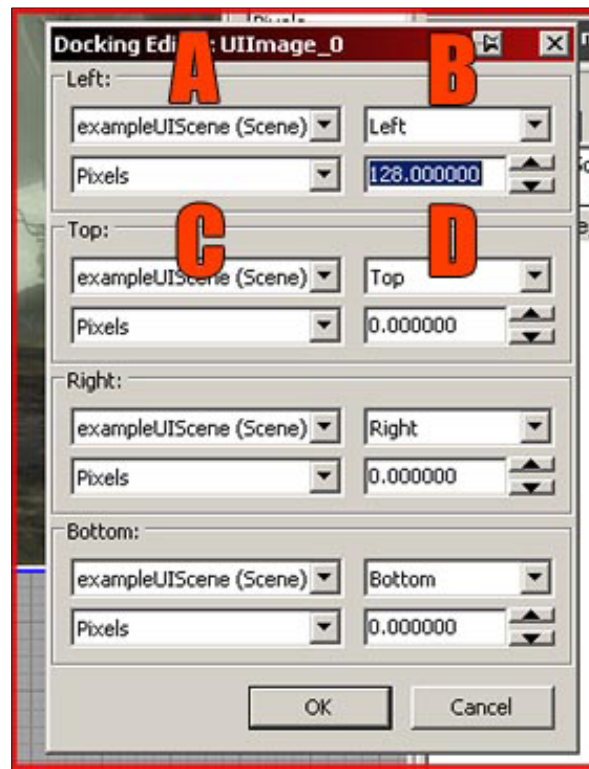 Docking Edi : UIImage_0
A B
Left:
exampleUIScene (Scene) Left
Pixels 128.000000
C D
Top:
exampleUIScene (Scene) Top
Pixels 0.000000
Right:
exampleUIScene (Scene) Right
Pixels 0.000000
Bottom:
exampleUIScene (Scene) Bottom
Pixels 0.000000
OK Cancel